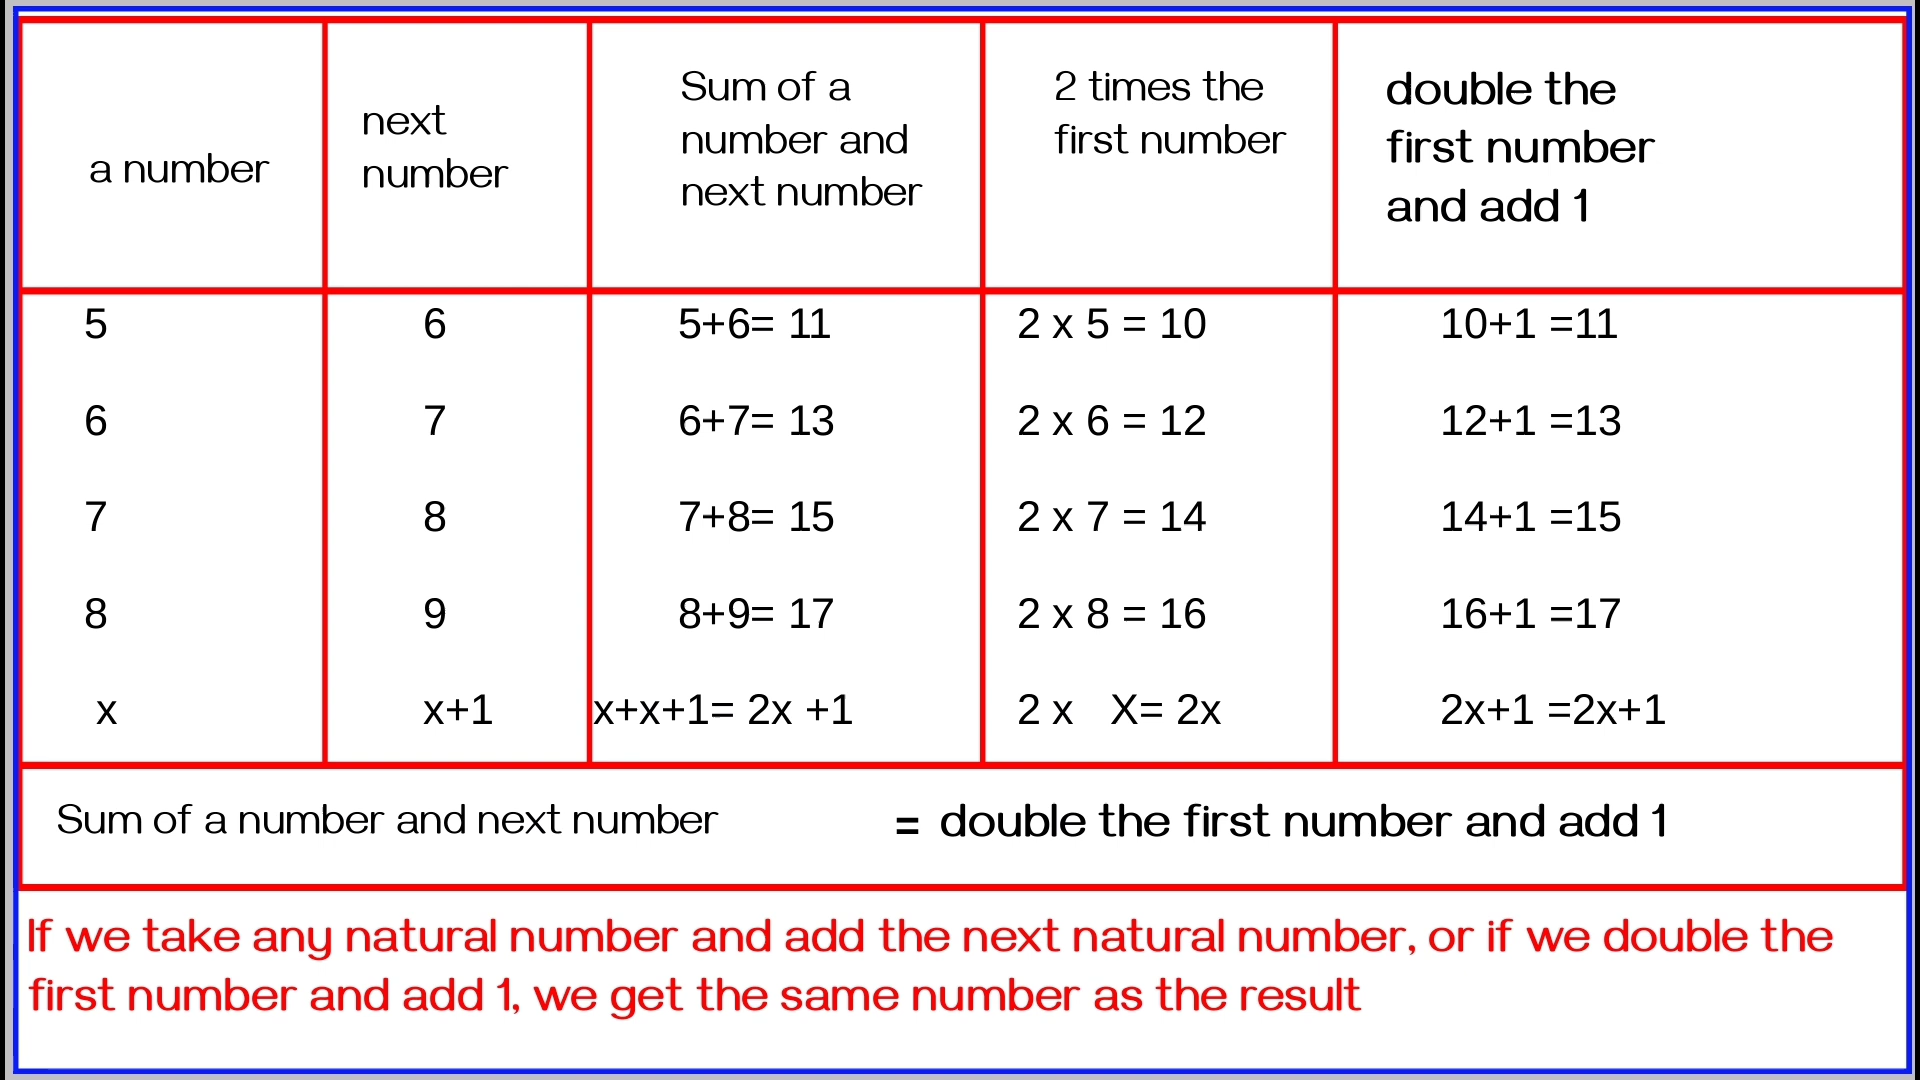 a number
next
number
Sum of a
number and
next number
2 times the
first number
double the
first number
and add 1
5 6 5+6= 11 2 x 5 = 10 10+1 =11
6 7 6+7= 13 2 x 6 = 12 12+1 =13
7 8 7+8= 15 2 x 7 = 14 14+1 =15
8 9 8+9= 17 2 x 8 = 16 16+1 =17
x x+1 x+x+1= 2x +1 2 x X= 2x 2x+1 =2x+1
Sum of a number and next number = double the first number and add 1
If we take any natural number and add the next natural number, or if we double the
first number and add 1, we get the same number as the result